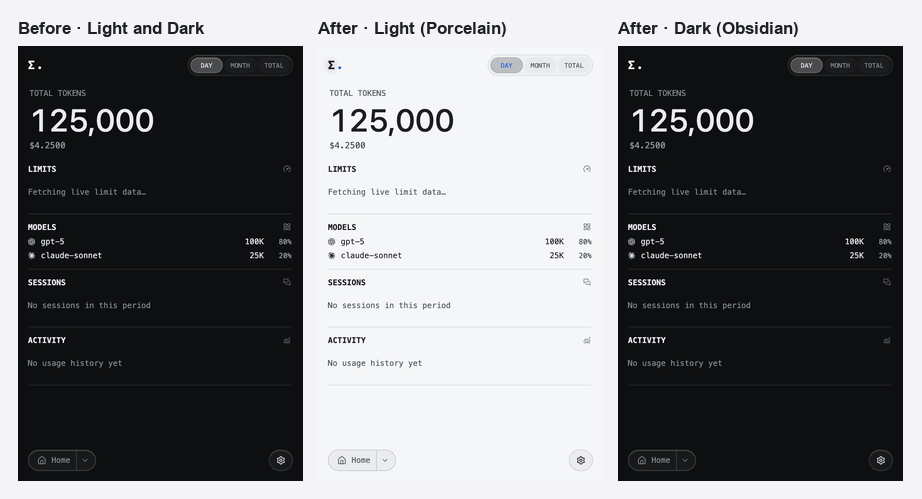 Before · Light and Dark
Σ.
DAY MONTH TOTAL
TOTAL TOKENS
125,000
$4.2500
LIMITS
Fetching live limit data…
MODELS
gpt-5 100K 80%
claude-sonnet 25K 20%
SESSIONS
No sessions in this period
ACTIVITY
No usage history yet
Home
After · Light (Porcelain)
Σ.
DAY MONTH TOTAL
TOTAL TOKENS
125,000
$4.2500
LIMITS
Fetching live limit data…
MODELS
gpt-5 100K 80%
claude-sonnet 25K 20%
SESSIONS
No sessions in this period
ACTIVITY
No usage history yet
Home
After · Dark (Obsidian)
Σ.
DAY MONTH TOTAL
TOTAL TOKENS
125,000
$4.2500
LIMITS
Fetching live limit data…
MODELS
gpt-5 100K 80%
claude-sonnet 25K 20%
SESSIONS
No sessions in this period
ACTIVITY
No usage history yet
Home